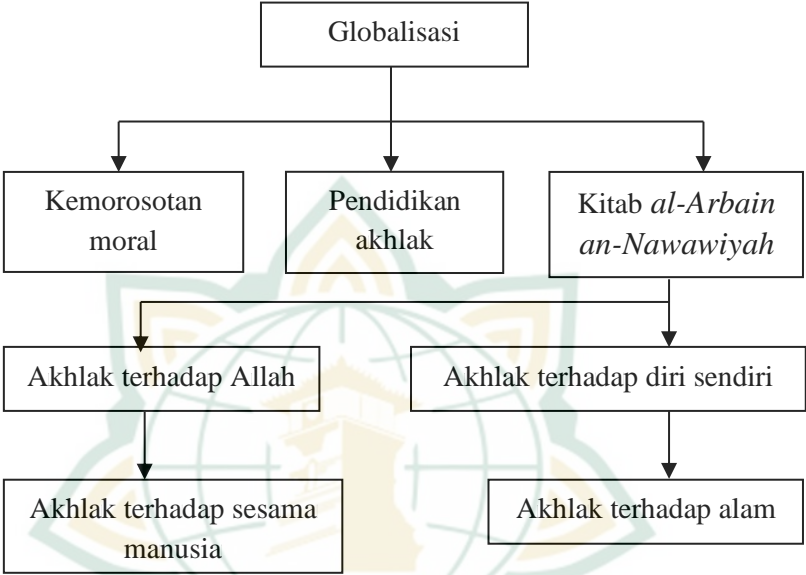 Globalisasi
Kemorosotan
moral
Pendidikan
akhlak
Kitab al-Arbain
an-Nawawiyah
Akhlak terhadap Allah
Akhlak terhadap diri sendiri
Akhlak terhadap sesama
manusia
Akhlak terhadap alam